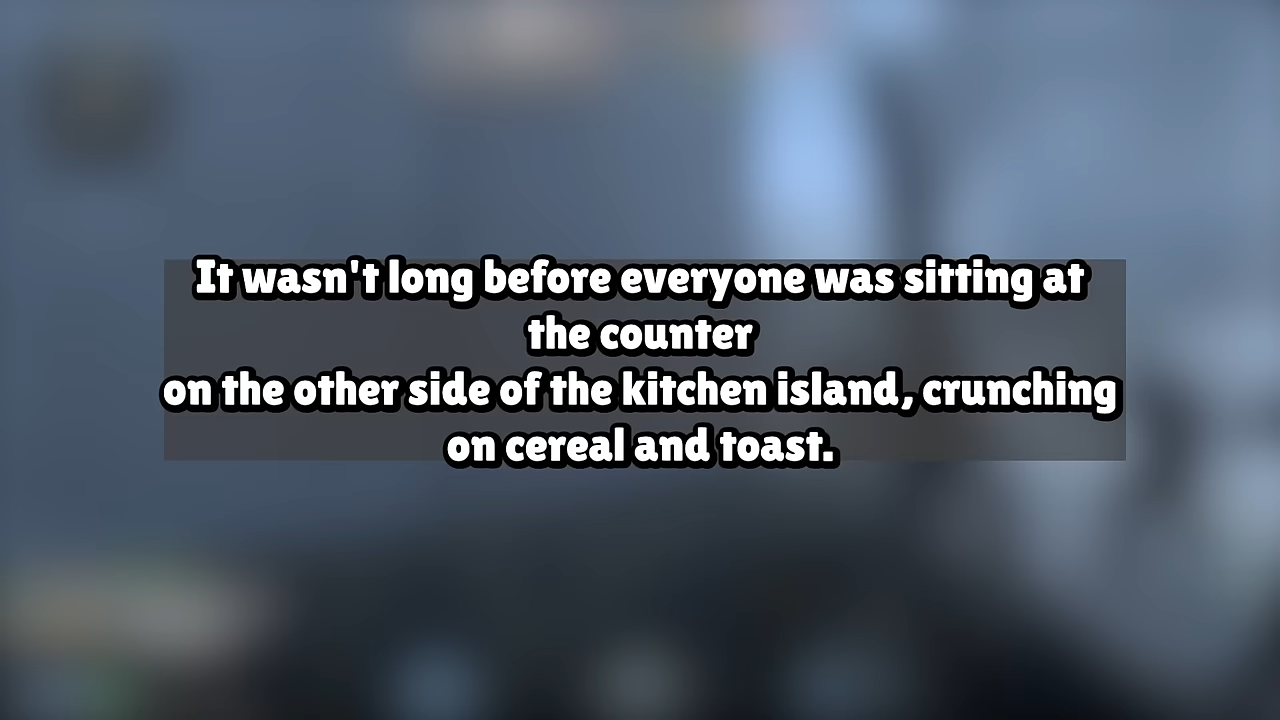 It wasn't long before everyone was sitting at
the counter
on the other side of the kitchen island, crunching
on cereal and toast.